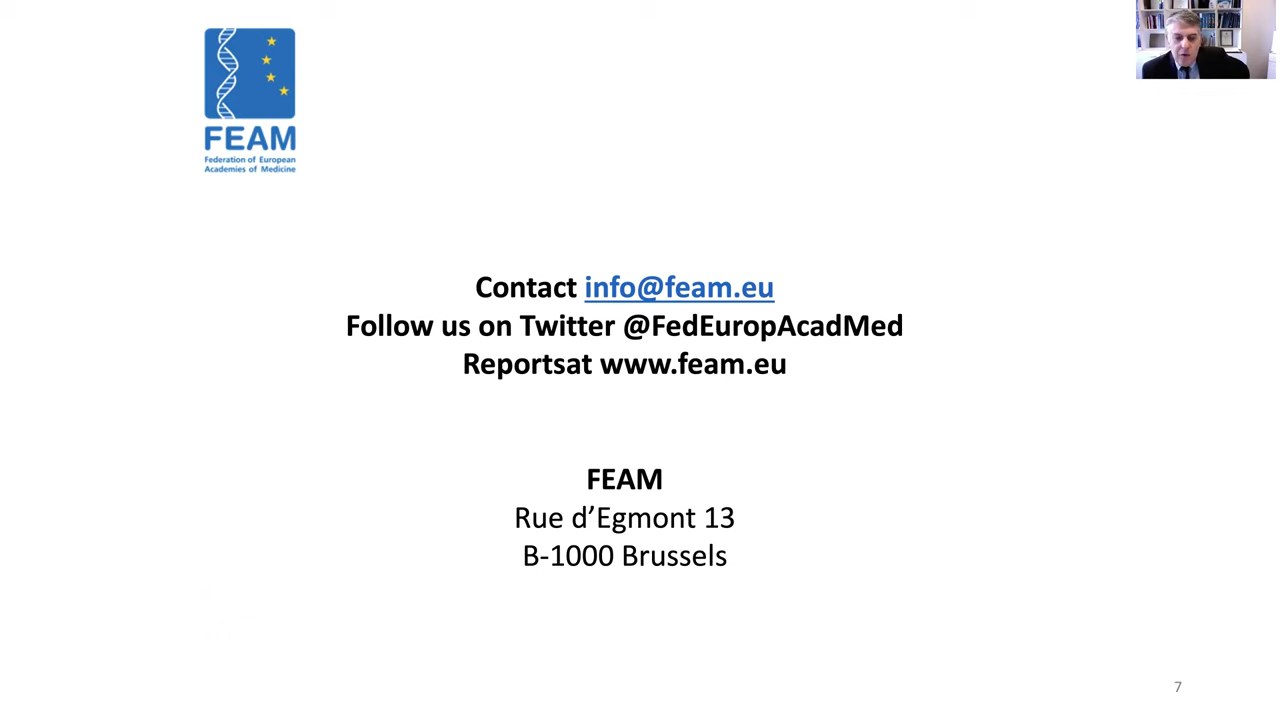 FEAM
Federation of European
Academies of Medicine
Contact info@feam.eu
Follow us on Twitter @FedEuropAcadMed
Reportsat www.feam.eu
FEAM
Rue d’Egmont 13
B-1000 Brussels
7